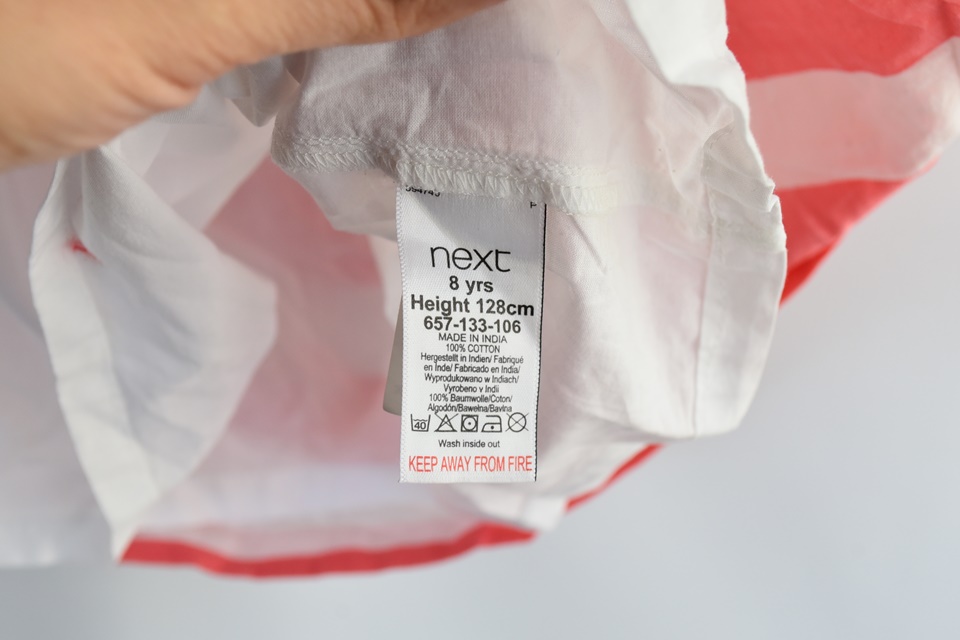 next
8 yrs
Height 128cm
657-133-106
MADE IN INDIA
100% COTTON
Hergestellt in Indien/ Fabriqué
en Inde/ Fabricado en India/
Wyprodukowano w Indiach/
Vyrobeno v Indii
100% Baumwolle/Coton/
Algodón/Bawełna/Bavlna
40
Wash inside out
KEEP AWAY FROM FIRE